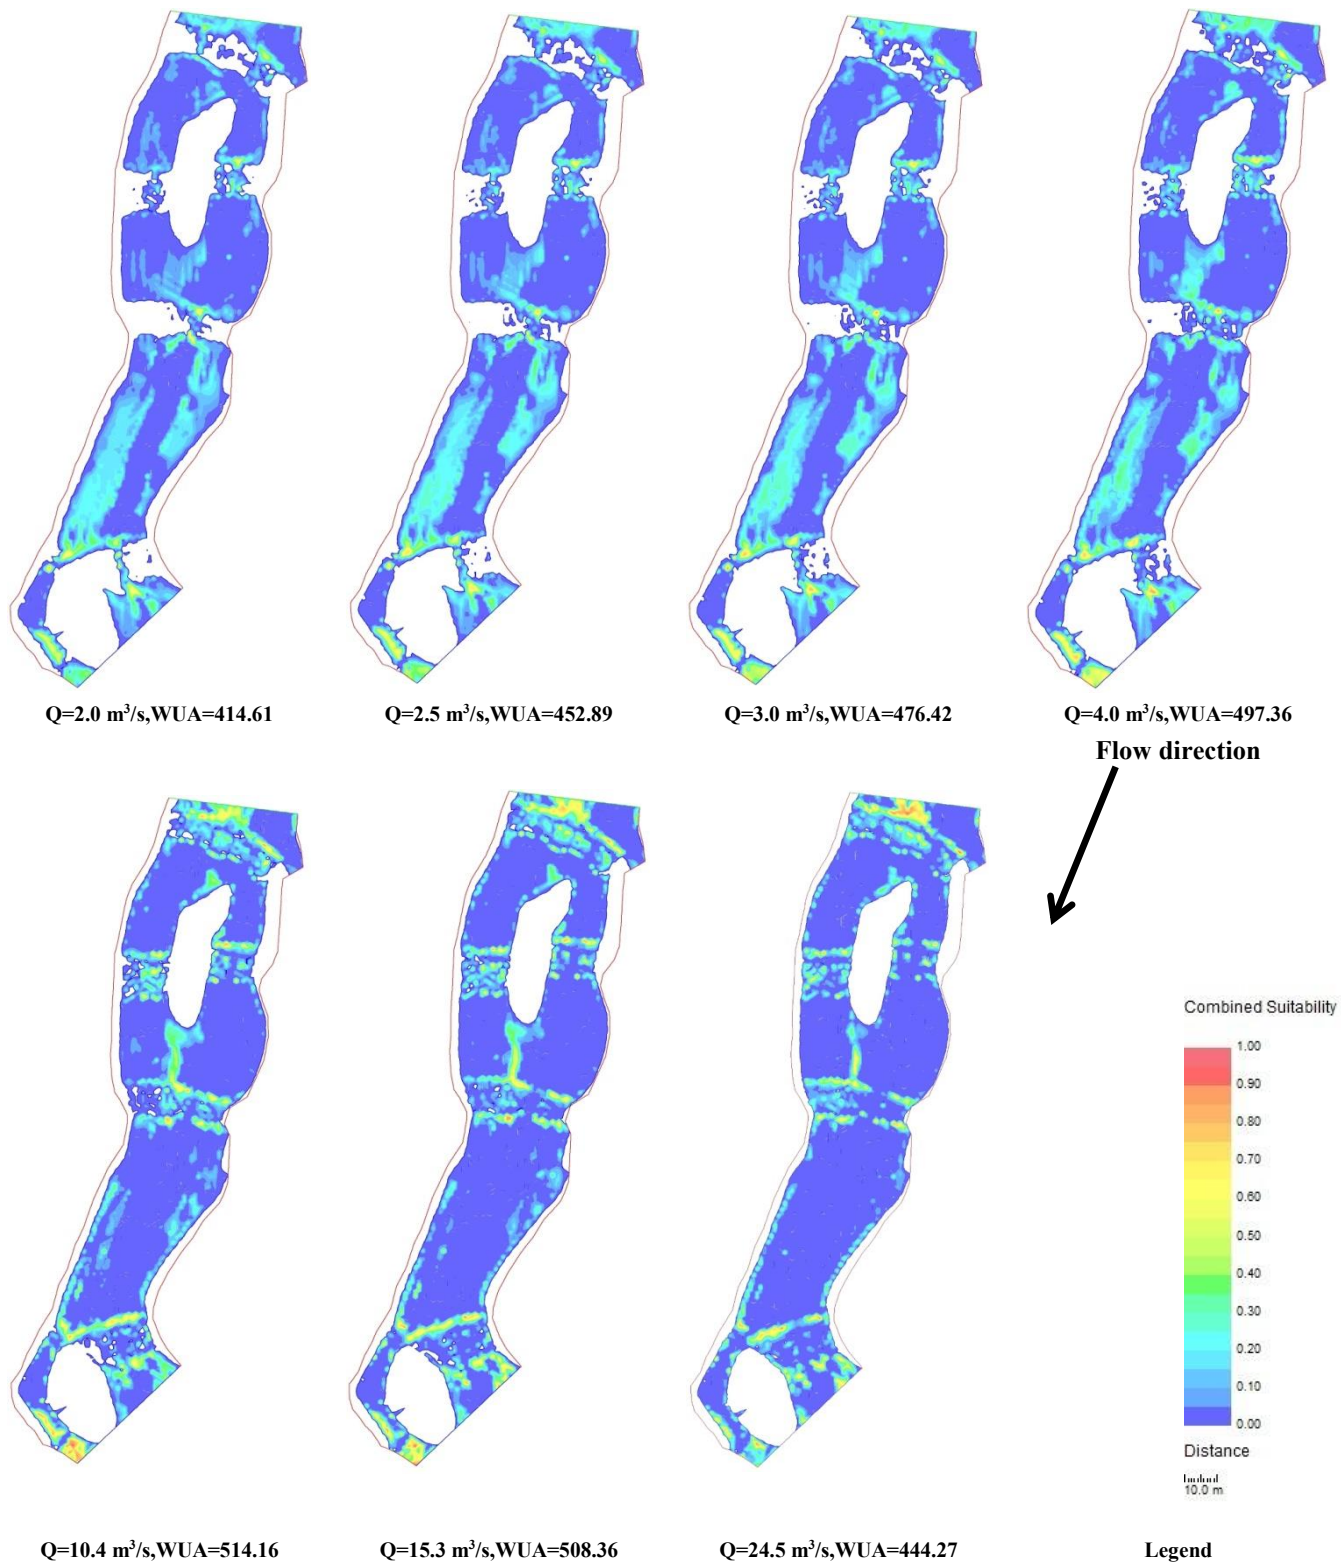 Q=2.0 m³/s,WUA=414.61
Q=2.5 m³/s,WUA=452.89
Q=3.0 m³/s,WUA=476.42
Q=4.0 m³/s,WUA=497.36
Flow direction
Combined Suitability
1.00
0.90
0.80
0.70
0.60
0.50
0.40
0.30
0.20
0.10
0.00
Distance
10.0 m
Q=10.4 m³/s,WUA=514.16
Q=15.3 m³/s,WUA=508.36
Q=24.5 m³/s,WUA=444.27
Legend